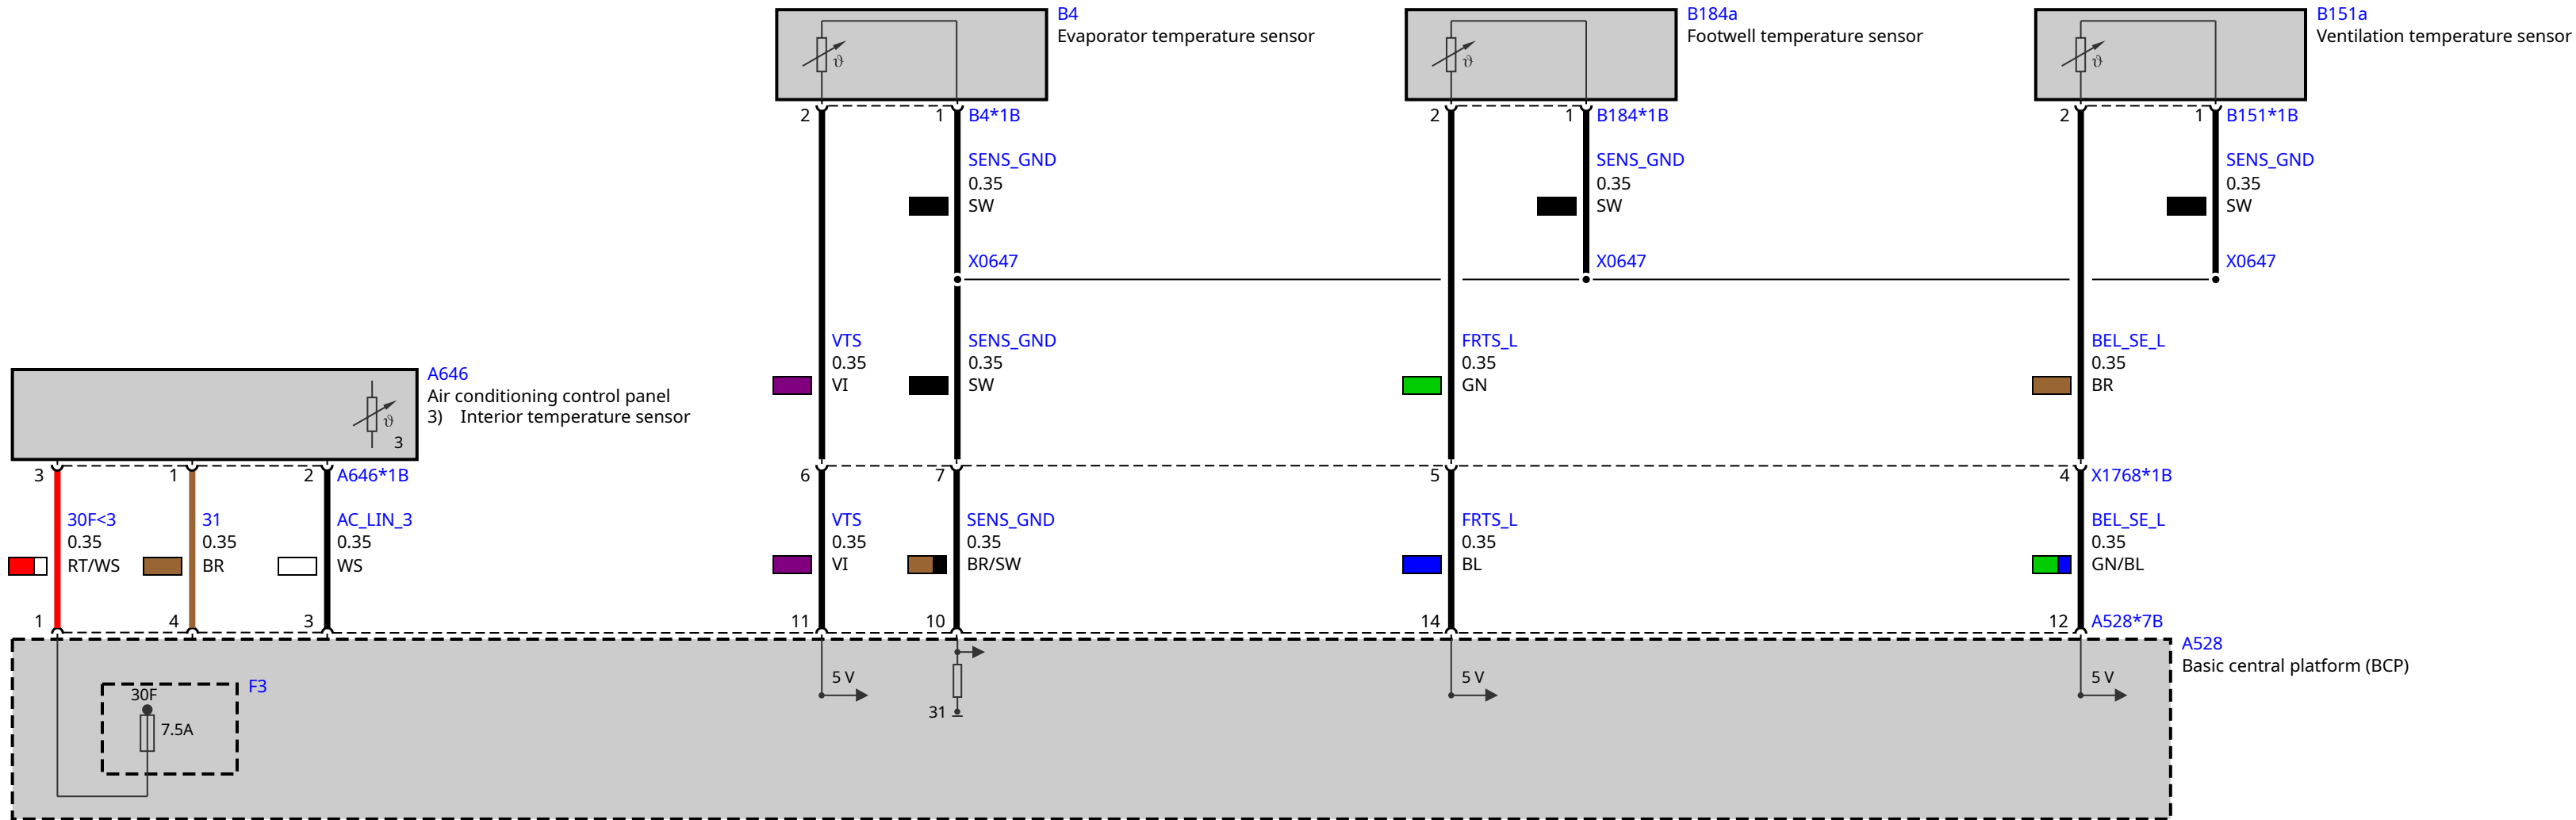 B4
Evaporator temperature sensor
B184a
Footwell temperature sensor
B151a
Ventilation temperature sensor
ϑ
ϑ
ϑ
2
1
B4*1B
2
1
B184*1B
2
1
B151*1B
SENS_GND
0.35
SW
SENS_GND
0.35
SW
SENS_GND
0.35
SW
X0647
X0647
X0647
VTS
0.35
VI
SENS_GND
0.35
SW
FRTS_L
0.35
GN
BEL_SE_L
0.35
BR
A646
Air conditioning control panel
3) Interior temperature sensor
ϑ
3
3
1
2
A646*1B
6
7
5
4
X1768*1B
30F<3
0.35
RT/WS
31
0.35
BR
AC_LIN_3
0.35
WS
VTS
0.35
VI
SENS_GND
0.35
BR/SW
FRTS_L
0.35
BL
BEL_SE_L
0.35
GN/BL
1
4
3
11
10
14
12
A528*7B
A528
Basic central platform (BCP)
F3
30F
7.5A
5 V
31
5 V
5 V